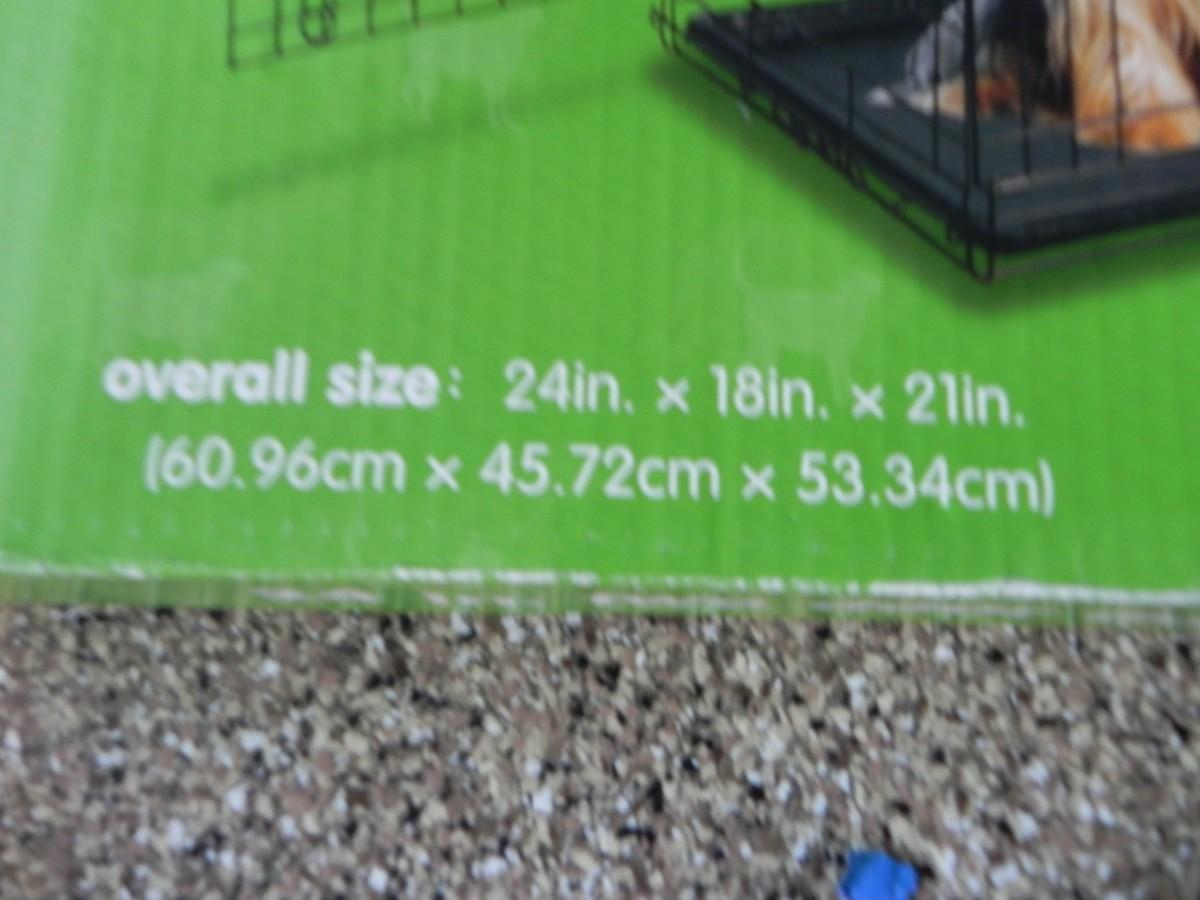 overall size: 24in. x 18in. x 21in.
(60.96cm x 45.72cm x 53.34cm)